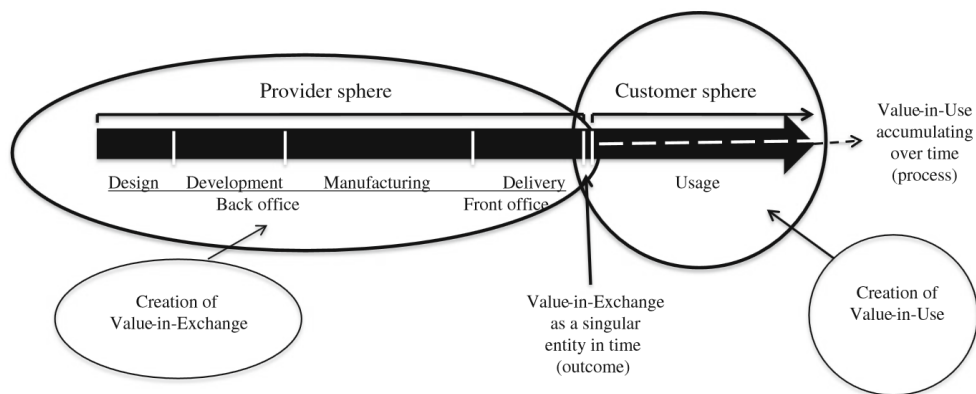 Provider sphere
Customer sphere
Value-in-Use
accumulating
over time
(process)
Design Development Manufacturing Delivery
Usage
Back office Front office
Creation of
Value-in-Exchange
Value-in-Exchange
as a singular
entity in time
(outcome)
Creation of
Value-in-Use